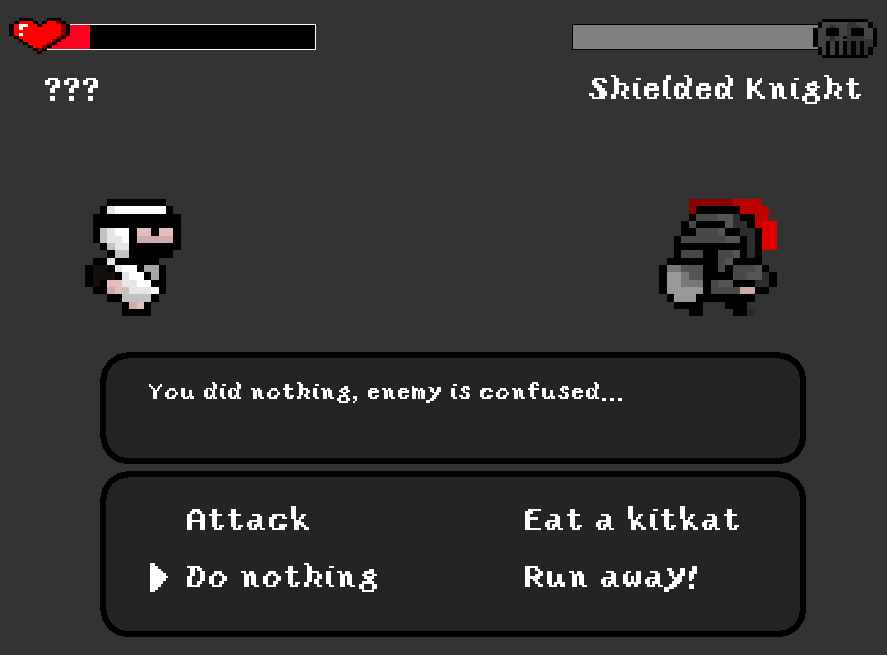 ???
Shielded Knight
You did nothing, enemy is confused...
Attack
Eat a kitkat
Do nothing
Run away!